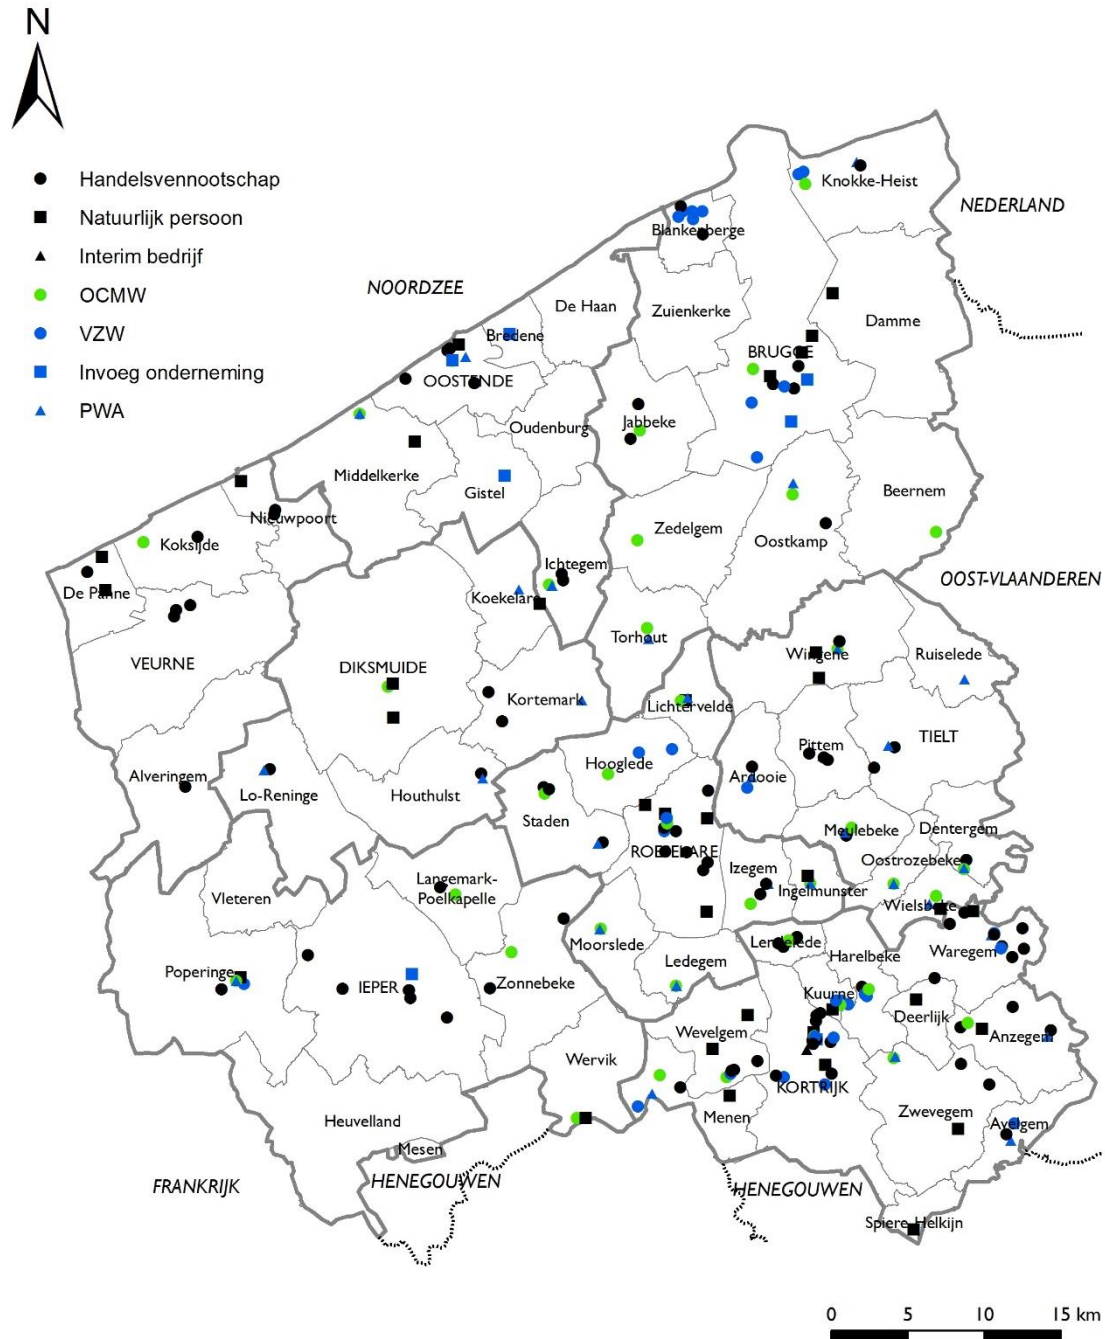 N
Handelsvennootschap
Natuurlijk persoon
Interim bedrijf
OCMW
VZW
Invoeg onderneming
PWA
Knokke-Heist
NEDERLAND
Blankenberge
NOORDZEE
De Haan
Zuienkerke
Damme
Bredene
BRUGGE
OOSTENDE
Jabbeke
Oudenburg
Middelkerke
Gistel
Beernem
Nieuwpoort
Zedelgem
Oostkamp
Koksijde
Ichtegem
De Panne
Koekelare
OOST-VLAANDEREN
Torhout
VEURNE
Wingene
Ruiselede
DIKSMUIDE
Kortemark
Lichtervelde
TIELT
Pittem
Hooglede
Ardooie
Alveringem
Lo-Reninge
Houthulst
Staden
Meulebeke
Dentergem
ROESELARE
Oostrozebeke
Izegem
Langemark-
Poelkapelle
Ingelmunster
Vleteren
Wielsbeke
Moorslede
Lendelede
Waregem
Harelbeke
Ledegem
Poperinge
IEPER
Zonnebeke
Kuurne
Deerlijk
Wevelgem
Anzegem
Wervik
KORTRIJK
Menen
Zwevegem
Avelgem
Heuvelland
Mesen
FRANKRIJK
HENEGOUWEN
HENEGOUWEN
Spiere-Helkijn
0 5 10 15 km